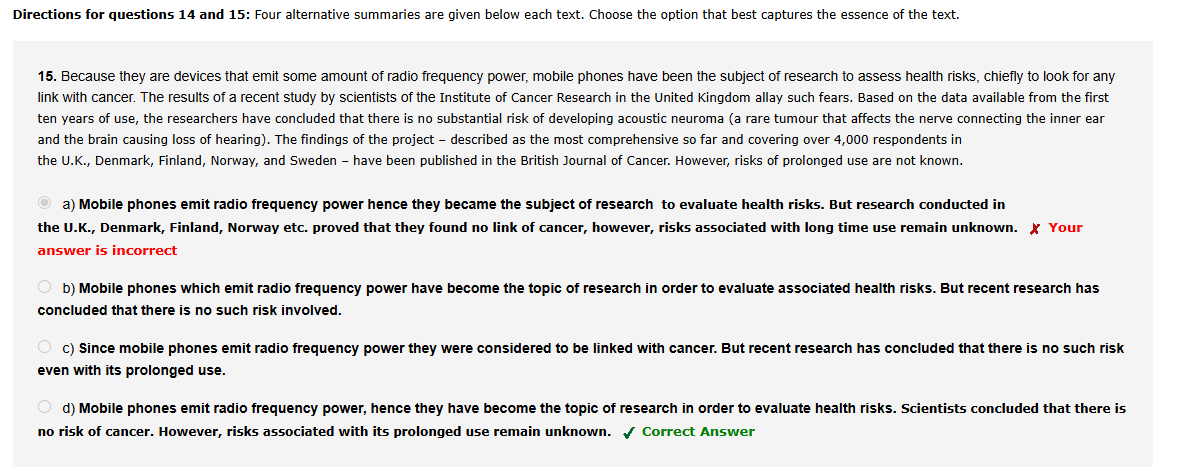 Directions for questions 14 and 15: Four alternative summaries are given below each text. Choose the option that best captures the essence of the text.
15. Because they are devices that emit some amount of radio frequency power, mobile phones have been the subject of research to assess health risks, chiefly to look for any
link with cancer. The results of a recent study by scientists of the Institute of Cancer Research in the United Kingdom allay such fears. Based on the data available from the first
ten years of use, the researchers have concluded that there is no substantial risk of developing acoustic neuroma (a rare tumour that affects the nerve connecting the inner ear
and the brain causing loss of hearing). The findings of the project – described as the most comprehensive so far and covering over 4,000 respondents in
the U.K., Denmark, Finland, Norway, and Sweden – have been published in the British Journal of Cancer. However, risks of prolonged use are not known.
a) Mobile phones emit radio frequency power hence they became the subject of research to evaluate health risks. But research conducted in
the U.K., Denmark, Finland, Norway etc. proved that they found no link of cancer, however, risks associated with long time use remain unknown. ✗ Your
answer is incorrect
b) Mobile phones which emit radio frequency power have become the topic of research in order to evaluate associated health risks. But recent research has
concluded that there is no such risk involved.
c) Since mobile phones emit radio frequency power they were considered to be linked with cancer. But recent research has concluded that there is no such risk
even with its prolonged use.
d) Mobile phones emit radio frequency power, hence they have become the topic of research in order to evaluate health risks. Scientists concluded that there is
no risk of cancer. However, risks associated with its prolonged use remain unknown. ✓ Correct Answer